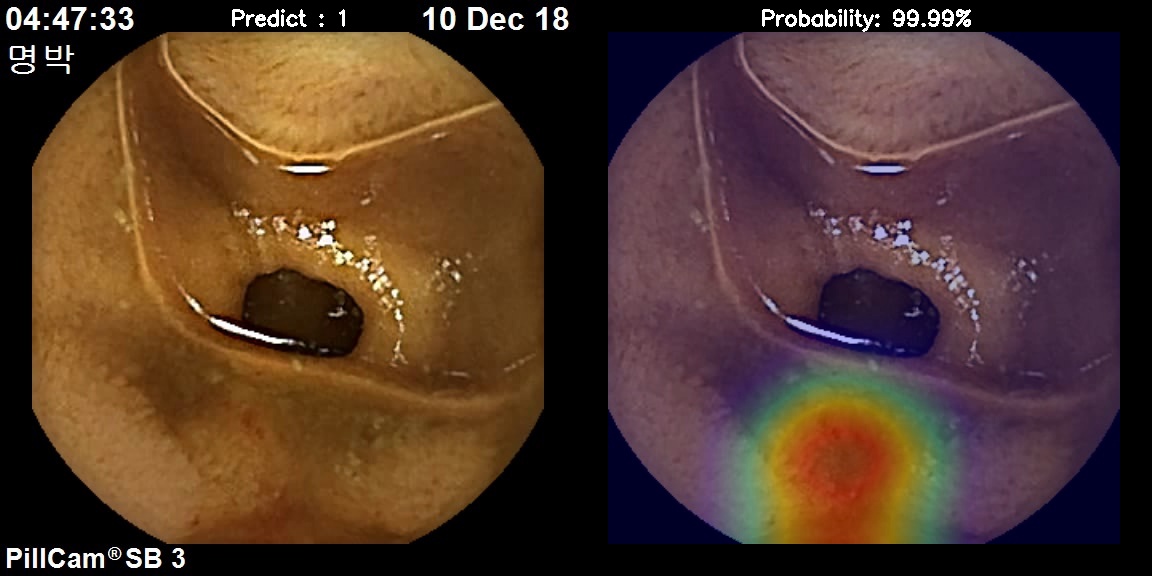 04:47:33
Predict : 1
10 Dec 18
Probability: 99.99%
명박
PillCam® SB 3